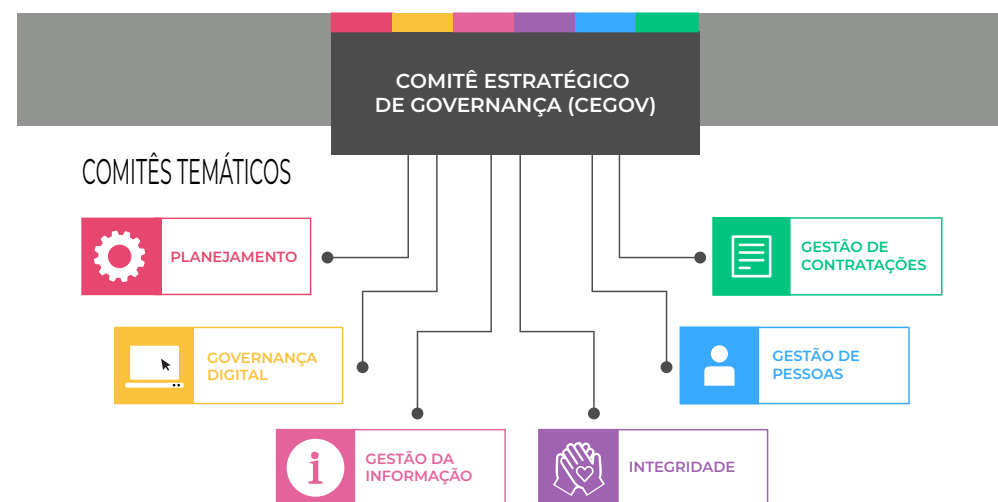 COMITÊ ESTRATÉGICO
DE GOVERNANÇA (CEGOV)
COMITÊS TEMÁTICOS
PLANEJAMENTO
GESTÃO DE
CONTRATAÇÕES
GOVERNANÇA
DIGITAL
GESTÃO DE
PESSOAS
GESTÃO DA
INFORMAÇÃO
INTEGRIDADE